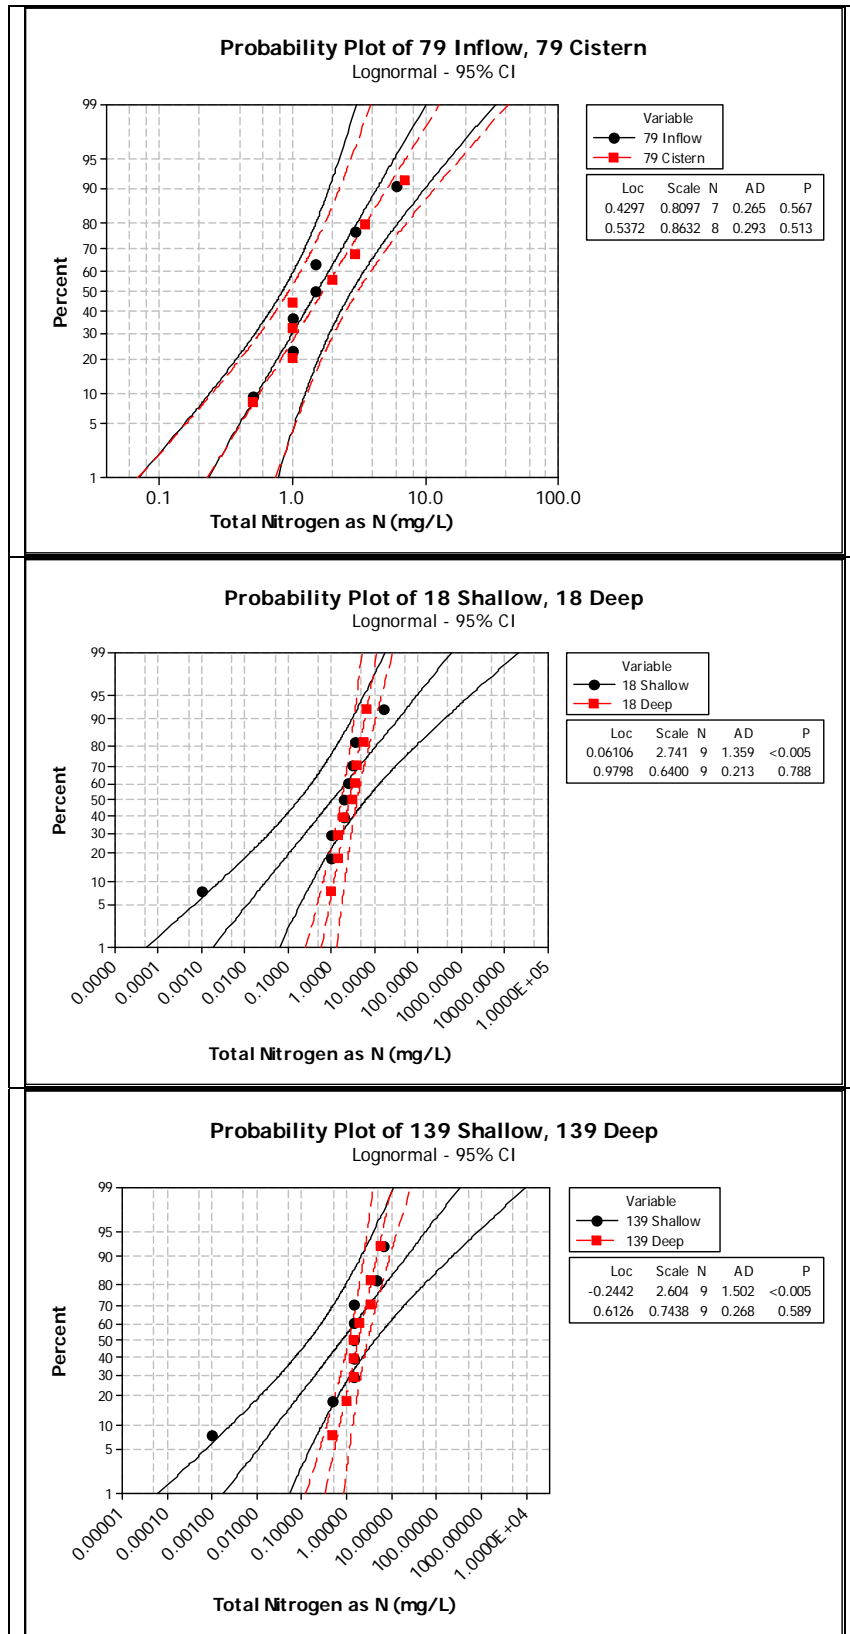 Probability Plot of 79 Inflow, 79 Cistern
Lognormal - 95% CI
99
95
90
80
70
60
50
40
30
20
10
5
1
Percent
0.1 1.0 10.0 100.0
Total Nitrogen as N (mg/L)
Variable
79 Inflow
79 Cistern
Loc Scale N AD P
0.4297 0.8097 7 0.265 0.567
0.5372 0.8632 8 0.293 0.513
Probability Plot of 18 Shallow, 18 Deep
Lognormal - 95% CI
99
95
90
80
70
60
50
40
30
20
10
5
1
Percent
0.0000 0.0001 0.0010 0.0100 0.1000 1.0000 10.0000 100.0000 1000.0000 10000.0000 1.0000E+05
Total Nitrogen as N (mg/L)
Variable
18 Shallow
18 Deep
Loc Scale N AD P
0.06106 2.741 9 1.359 <0.005
0.9798 0.6400 9 0.213 0.788
Probability Plot of 139 Shallow, 139 Deep
Lognormal - 95% CI
99
95
90
80
70
60
50
40
30
20
10
5
1
Percent
0.00001 0.00010 0.00100 0.01000 0.10000 1.00000 10.00000 100.00000 1000.00000 1.0000E+04
Total Nitrogen as N (mg/L)
Variable
139 Shallow
139 Deep
Loc Scale N AD P
-0.2442 2.604 9 1.502 <0.005
0.6126 0.7438 9 0.268 0.589